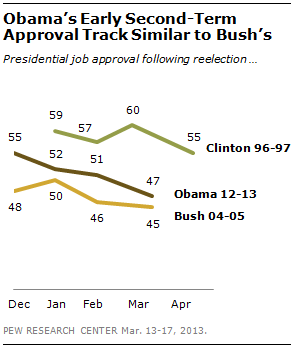 Obama's Early Second-Term
Approval Track Similar to Bush's
Presidential job approval following reelection ...
59
57
60
55
Clinton 96-97
55
52
51
47
Obama 12-13
48
50
46
45
Bush 04-05
Dec Jan Feb Mar Apr
PEW RESEARCH CENTER Mar. 13-17, 2013.